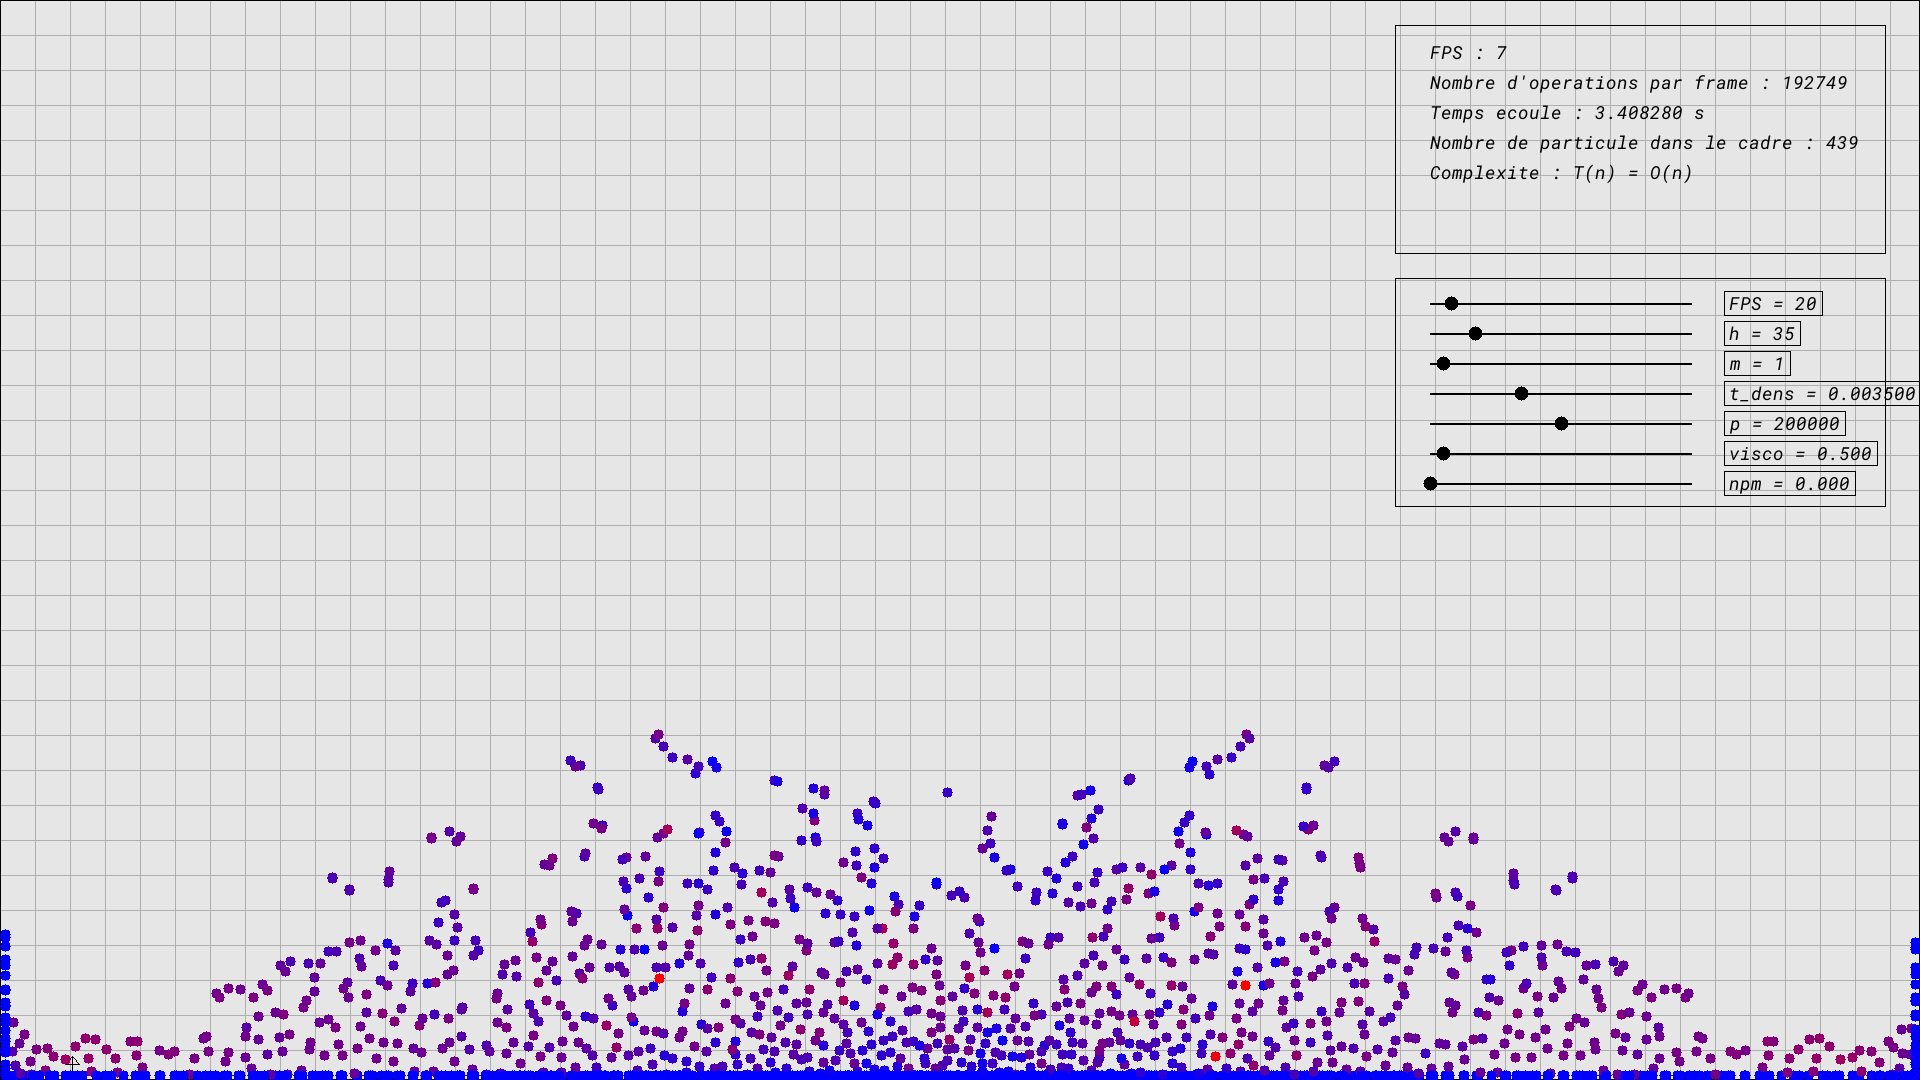 FPS : 7
Nombre d'operations par frame : 192749
Temps ecoule : 3.408280 s
Nombre de particule dans le cadre : 439
Complexite : T(n) = O(n)
FPS = 20
h = 35
m = 1
t_dens = 0.003500
p = 200000
visco = 0.500
npm = 0.000